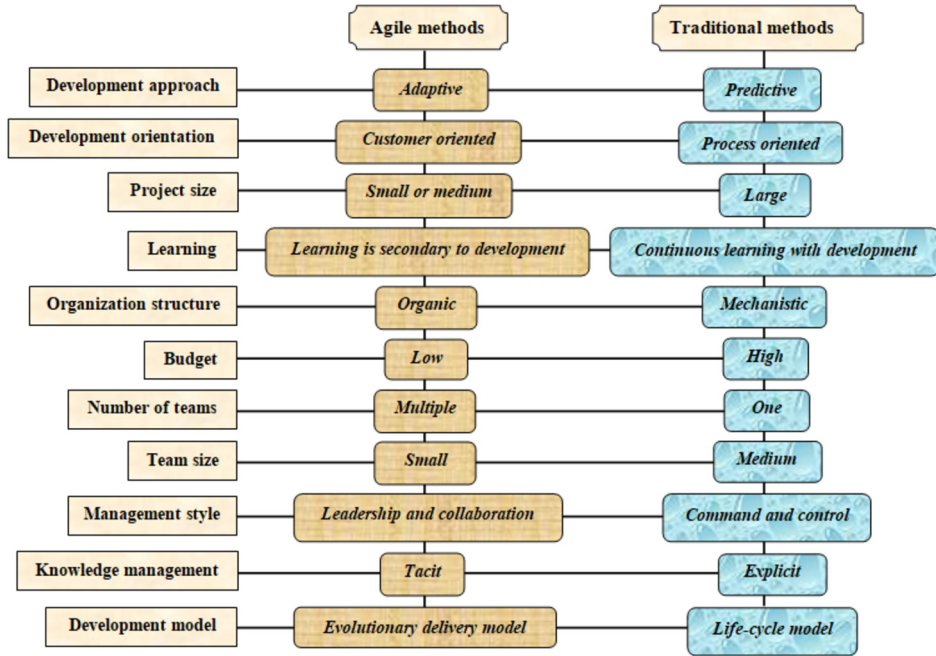 Agile methods
Traditional methods
Development approach
Adaptive
Predictive
Development orientation
Customer oriented
Process oriented
Project size
Small or medium
Large
Learning
Learning is secondary to development
Continuous learning with development
Organization structure
Organic
Mechanistic
Budget
Low
High
Number of teams
Multiple
One
Team size
Small
Medium
Management style
Leadership and collaboration
Command and control
Knowledge management
Tacit
Explicit
Development model
Evolutionary delivery model
Life-cycle model